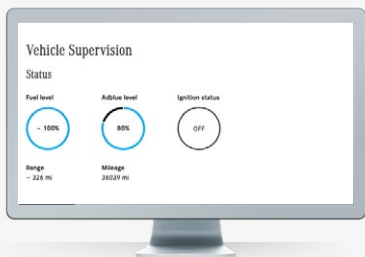 Vehicle Supervision
Status
Fuel level Adblue level Ignition status
~ 100% 80% OFF
Range Mileage
~ 326 mi 36039 mi